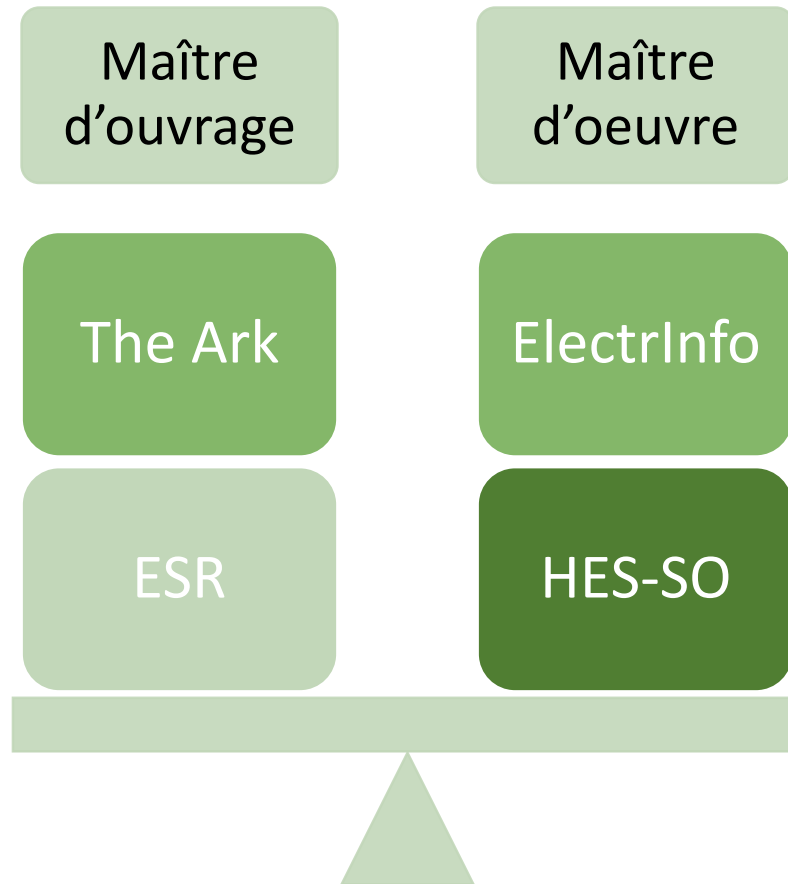 Maître
d'ouvrage
Maître
d'oeuvre
The Ark
ElectrInfo
ESR
HES-SO